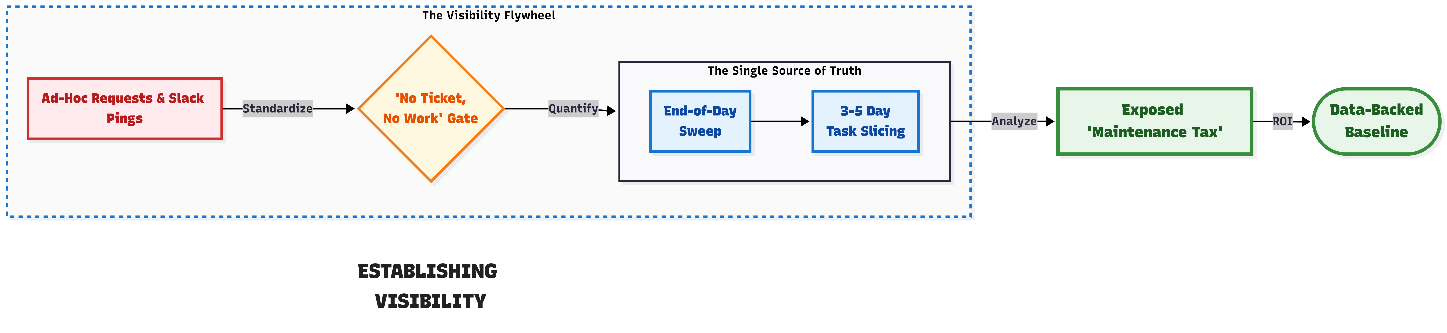 The Visibility Flywheel
Ad-Hoc Requests & Slack
Pings
Standardize
'No Ticket,
No Work' Gate
Quantify
The Single Source of Truth
End-of-Day
Sweep
3-5 Day
Task Slicing
Analyze
Exposed
'Maintenance Tax'
ROI
Data-Backed
Baseline
ESTABLISHING
VISIBILITY